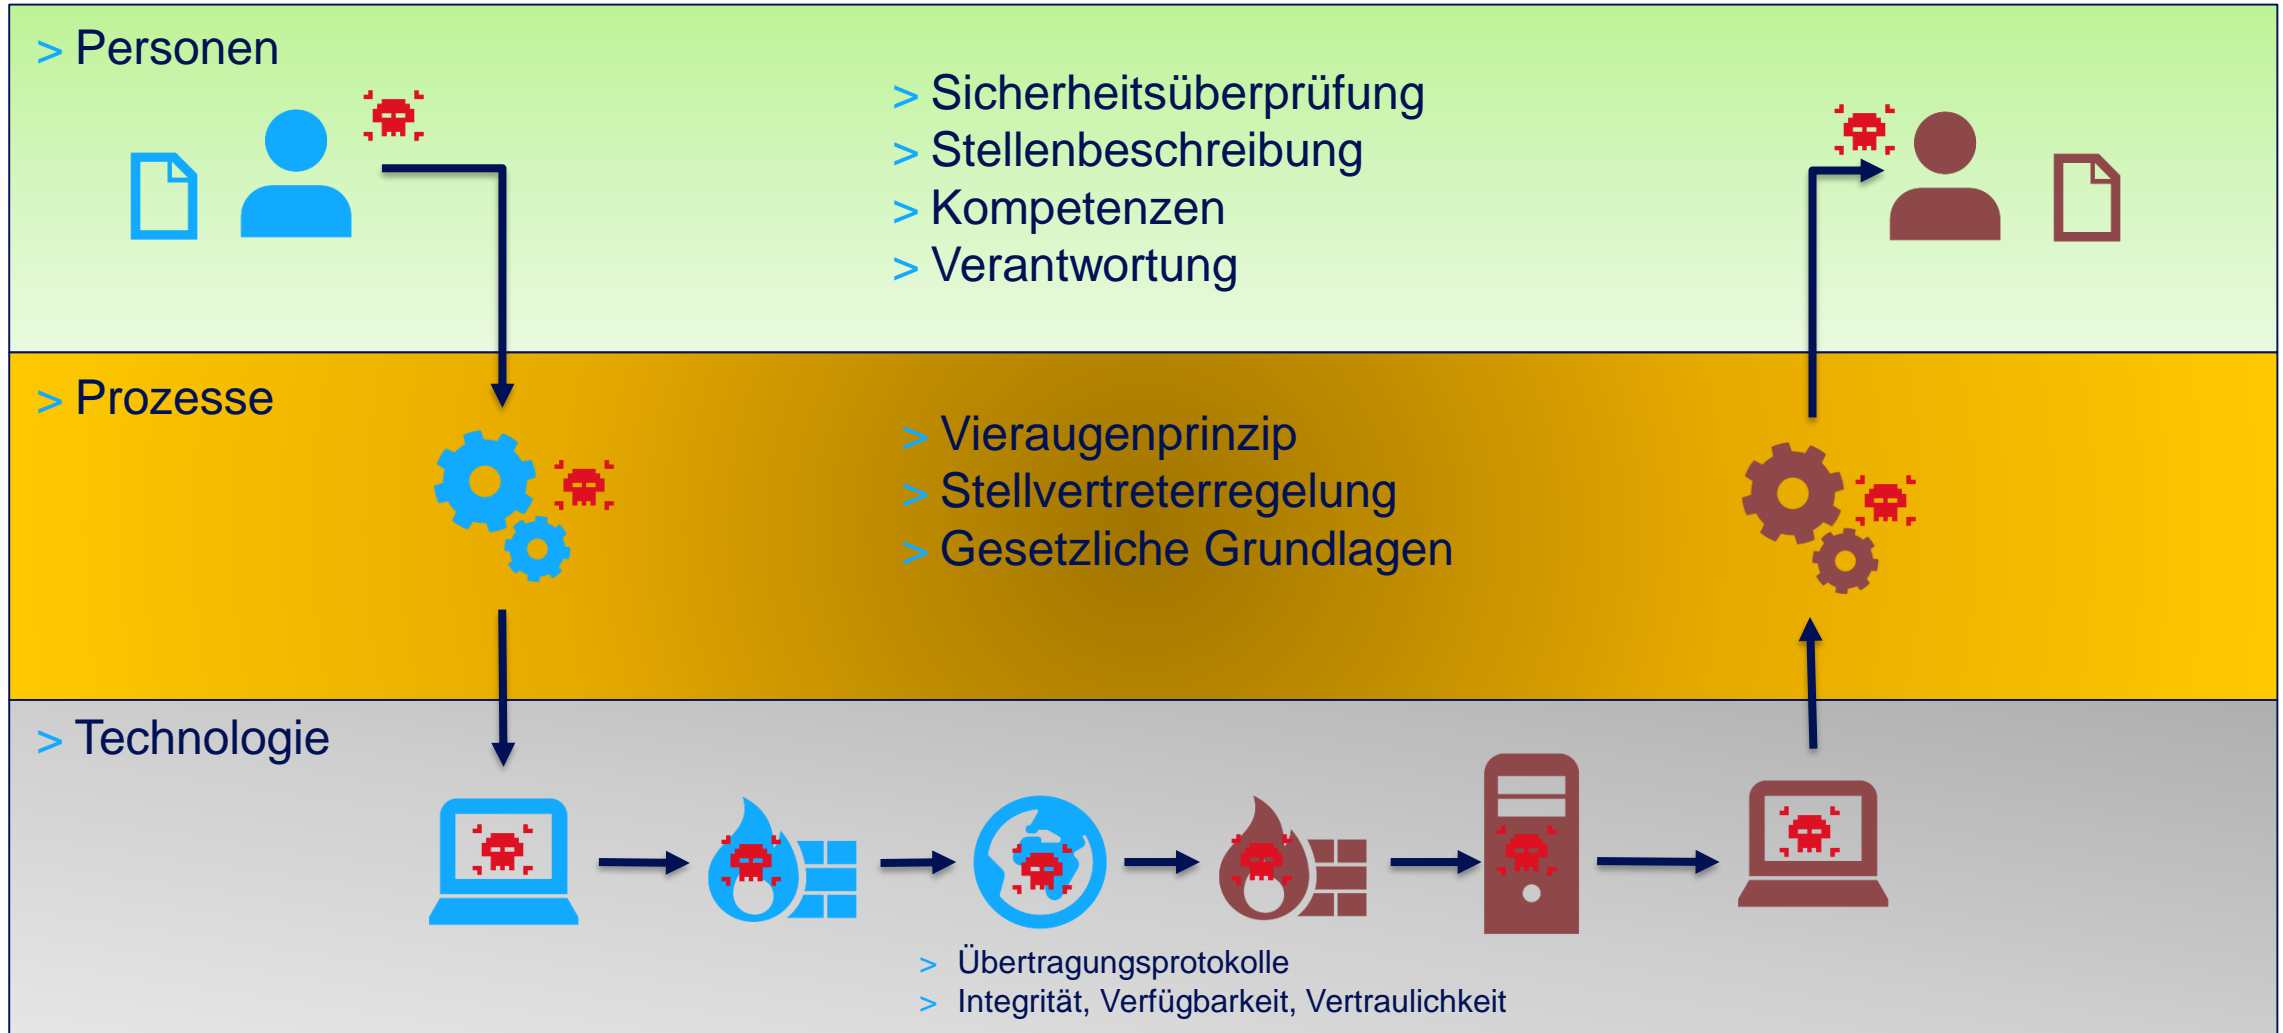 > Personen
> Sicherheitsüberprüfung
> Stellenbeschreibung
> Kompetenzen
> Verantwortung
> Prozesse
> Vieraugenprinzip
> Stellvertreterregelung
> Gesetzliche Grundlagen
> Technologie
> Übertragungsprotokolle
> Integrität, Verfügbarkeit, Vertraulichkeit